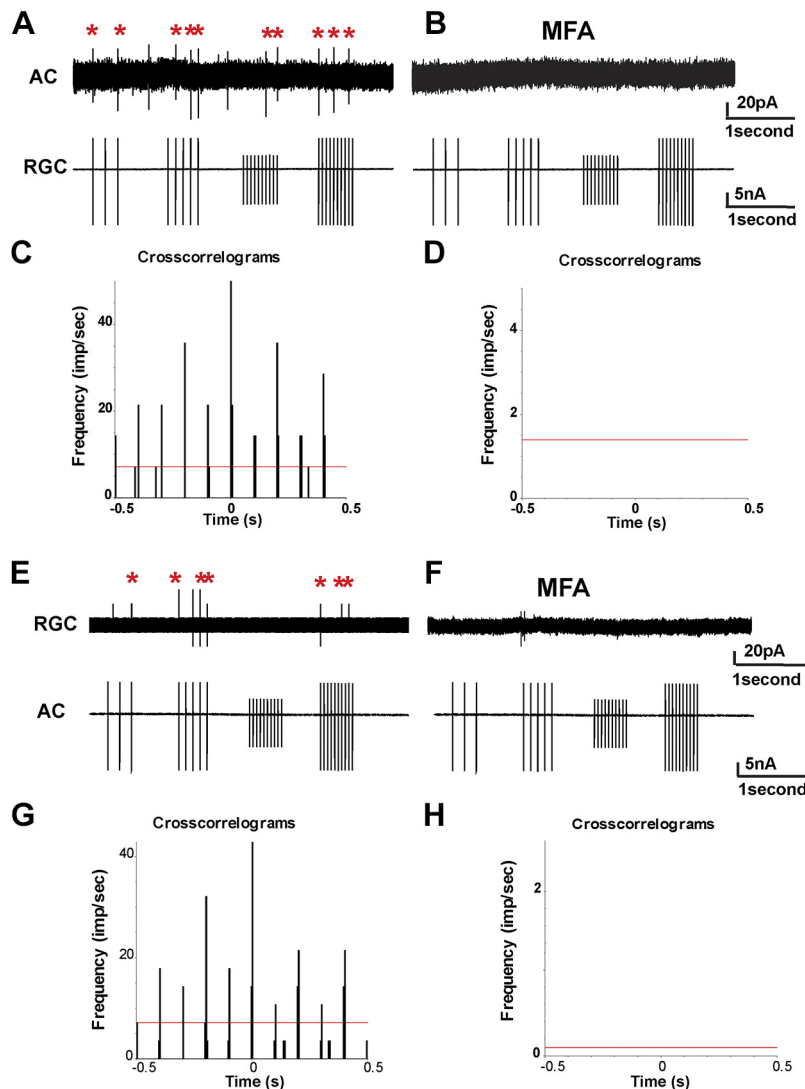 A
* * * * * * * * * *
B
MFA
AC
20pA
1second
RGC
5nA
1second
C
Crosscorrelograms
Frequency (imp/sec)
40
20
0
-0.5
0
0.5
Time (s)
D
Crosscorrelograms
Frequency (imp/sec)
4
2
0
-0.5
0
0.5
Time (s)
E
* * * * * * *
F
MFA
RGC
20pA
1second
AC
5nA
1second
G
Crosscorrelograms
Frequency (imp/sec)
40
20
0
-0.5
0
0.5
Time (s)
H
Crosscorrelograms
Frequency (imp/sec)
2
0
-0.5
0
0.5
Time (s)